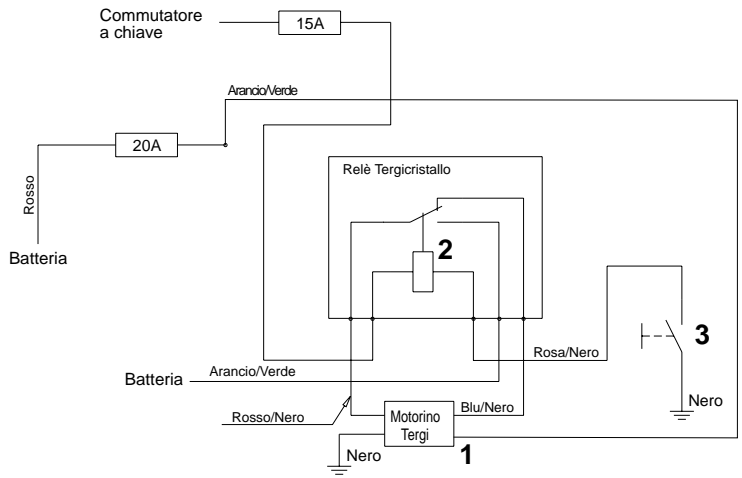 Commutatore
a chiave
15A
Arancio/Verde
20A
Rosso
Batteria
Relè Tergicristallo
2
3
Rosa/Nero
Batteria
Arancio/Verde
Nero
Rosso/Nero
Motorino
Tergi
Blu/Nero
1
Nero